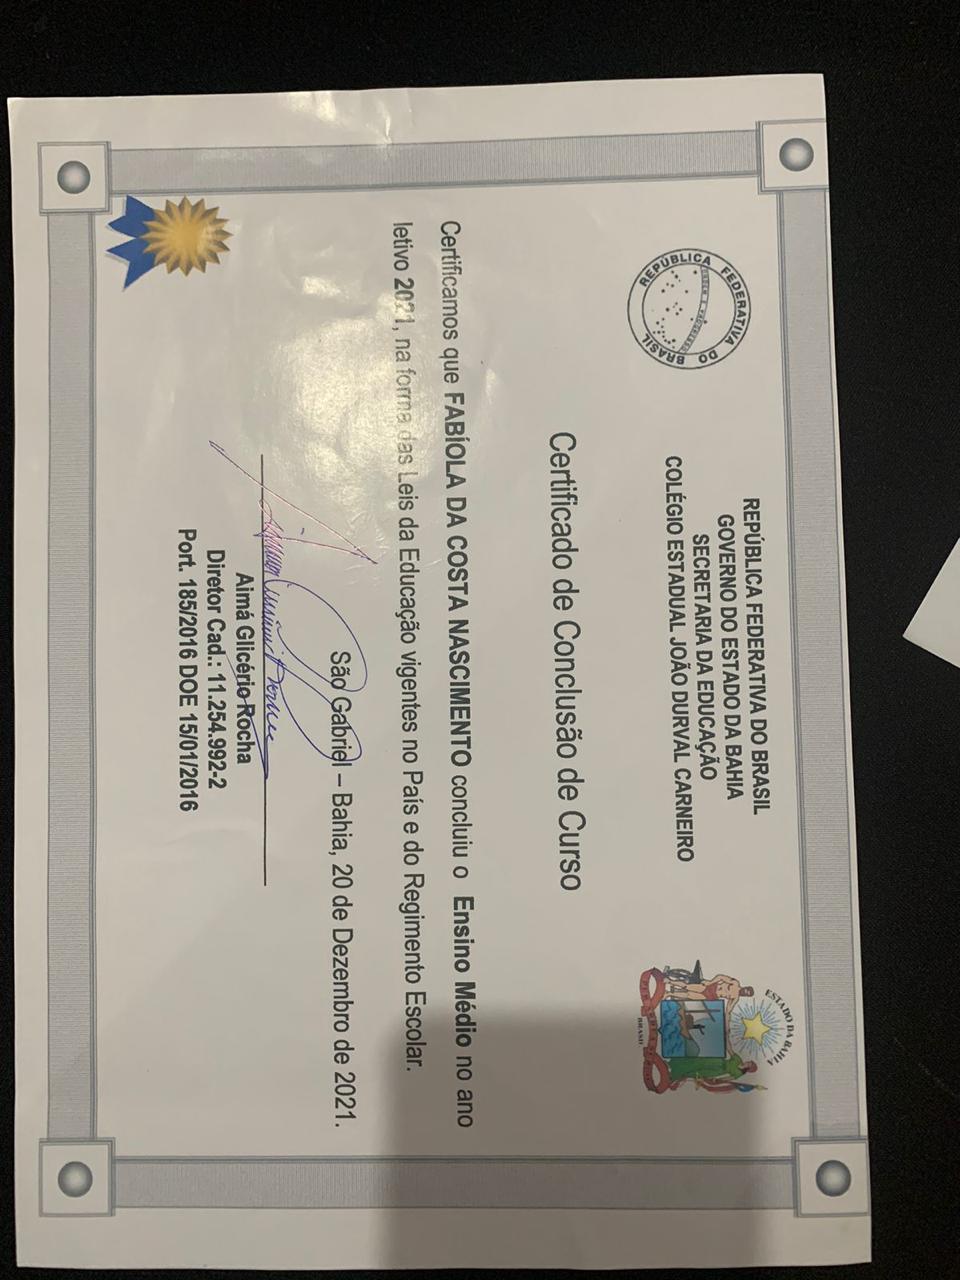 REPÚBLICA FEDERATIVA DO BRASIL
REPÚBLICA FEDERATIVA DO BRASIL
GOVERNO DO ESTADO DA BAHIA
SECRETARIA DA EDUCAÇÃO
COLÉGIO ESTADUAL JOÃO DURVAL CARNEIRO
ESTADO DA BAHIA
BRASIL
Certificado de Conclusão de Curso
Certificamos que FABÍOLA DA COSTA NASCIMENTO concluiu o Ensino Médio no ano
letivo 2021, na forma das Leis da Educação vigentes no País e do Regimento Escolar.
São Gabriel – Bahia, 20 de Dezembro de 2021.
Aimá Glicério Rocha
Diretor Cad.: 11.254.992-2
Port. 185/2016 DOE 15/01/2016